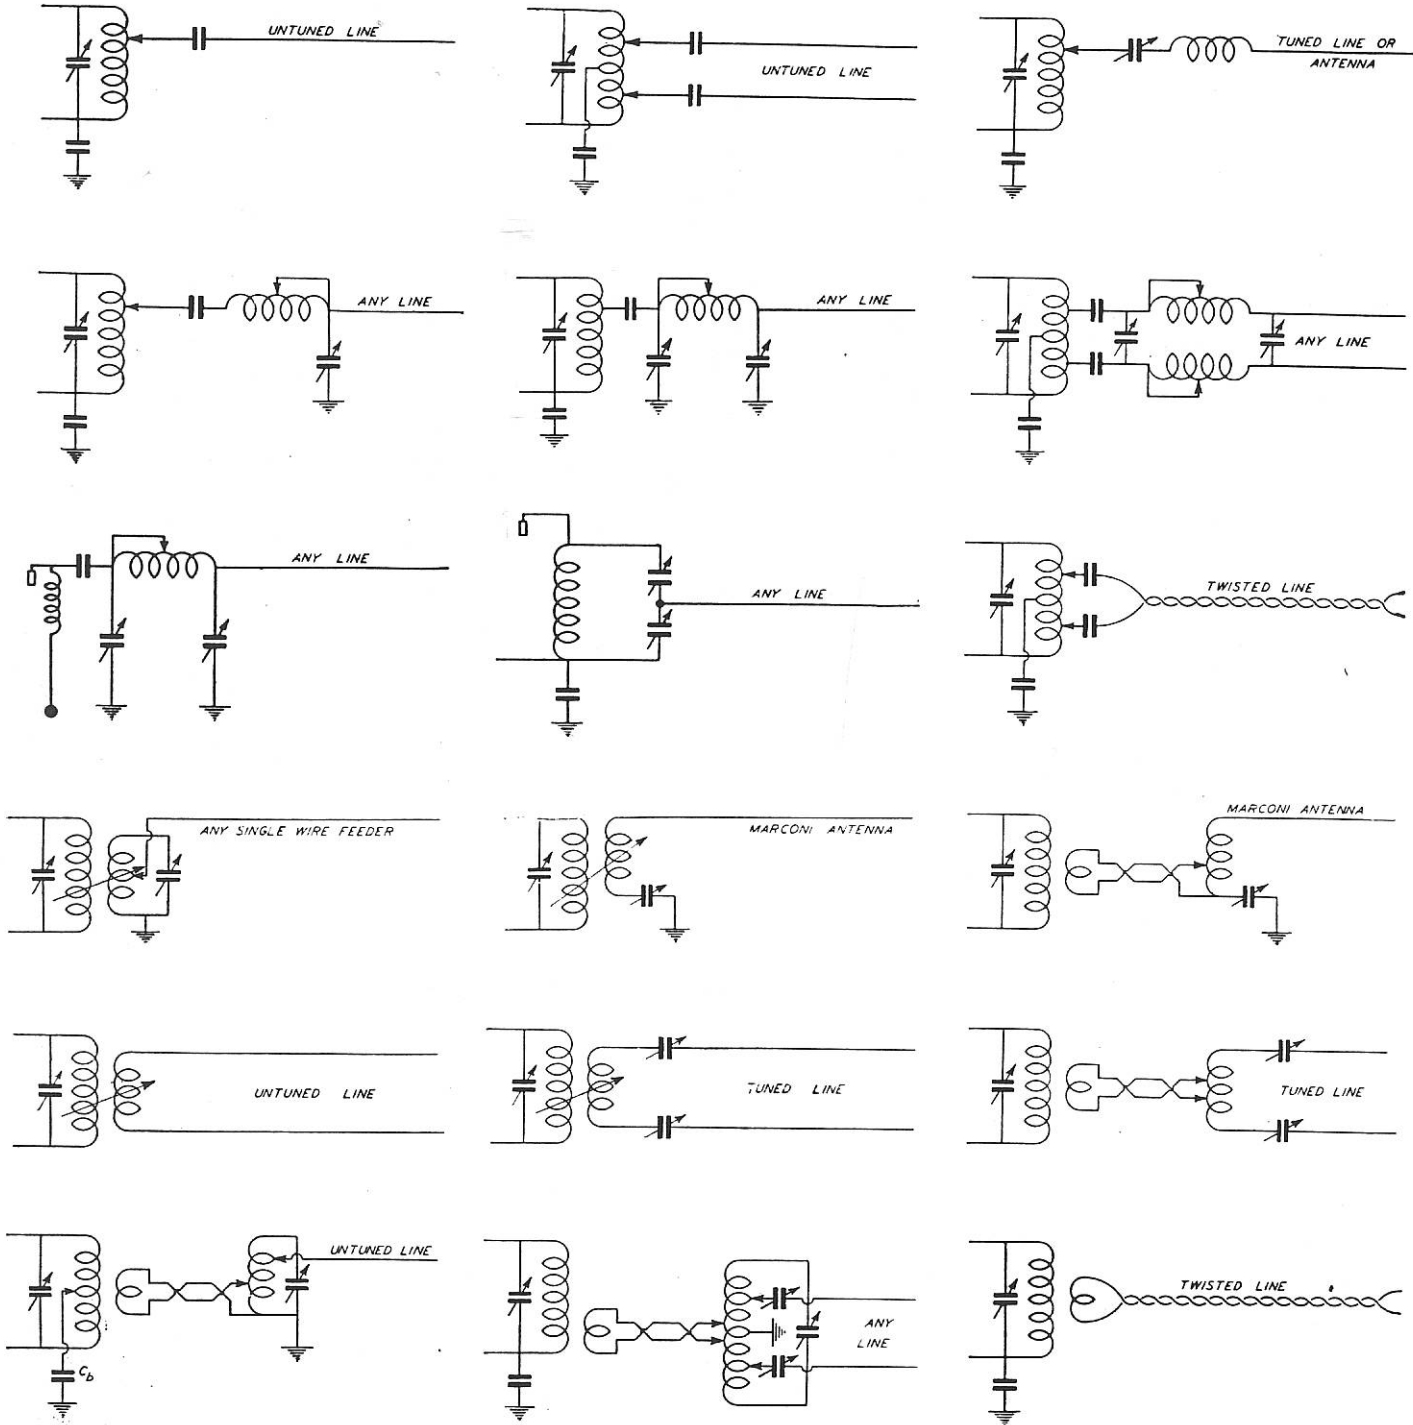 UNTUNED LINE
UNTUNED LINE
TUNED LINE OR
ANTENNA
ANY LINE
ANY LINE
ANY LINE
ANY LINE
ANY LINE
TWISTED LINE
ANY SINGLE WIRE FEEDER
MARCONI ANTENNA
MARCONI ANTENNA
UNTUNED LINE
TUNED LINE
TUNED LINE
UNTUNED LINE
Cb
ANY
LINE
TWISTED LINE